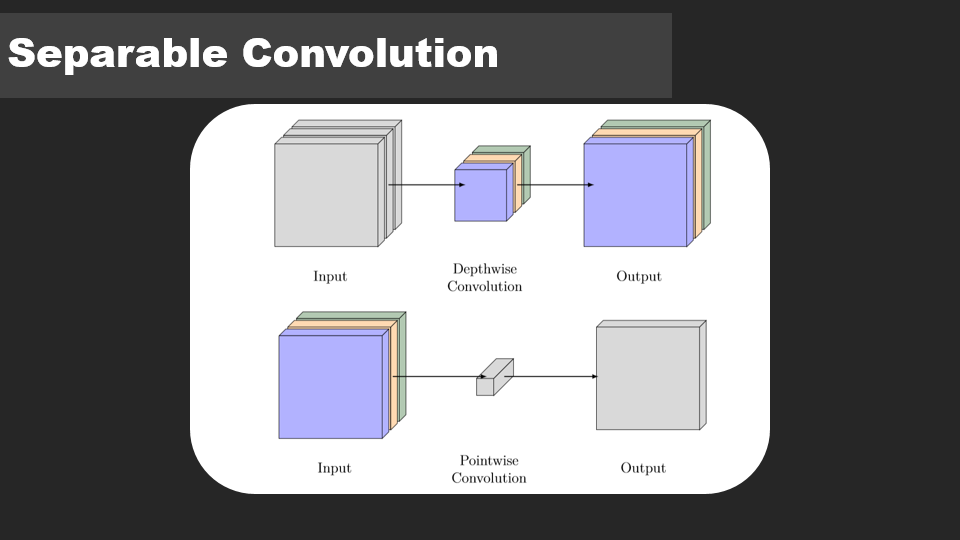 Separable Convolution
Input
Depthwise
Convolution
Output
Input
Pointwise
Convolution
Output